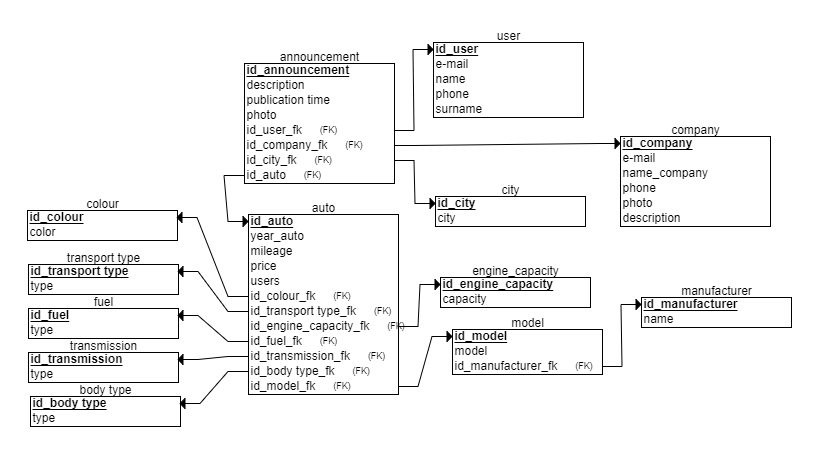 user
id_user
e-mail
name
phone
surname
announcement
id_announcement
description
publication time
photo
id_user_fk (FK)
id_company_fk (FK)
id_city_fk (FK)
id_auto (FK)
company
id_company
e-mail
name_company
phone
photo
description
city
id_city
city
colour
id_colour
color
auto
id_auto
year_auto
mileage
price
users
id_colour_fk (FK)
id_transport type_fk (FK)
id_engine_capacity_fk (FK)
id_fuel_fk (FK)
id_transmission_fk (FK)
id_body type_fk (FK)
id_model_fk (FK)
transport type
id_transport type
type
fuel
id_fuel
type
transmission
id_transmission
type
body type
id_body type
type
engine_capacity
id_engine_capacity
capacity
model
id_model
model
id_manufacturer_fk (FK)
manufacturer
id_manufacturer
name